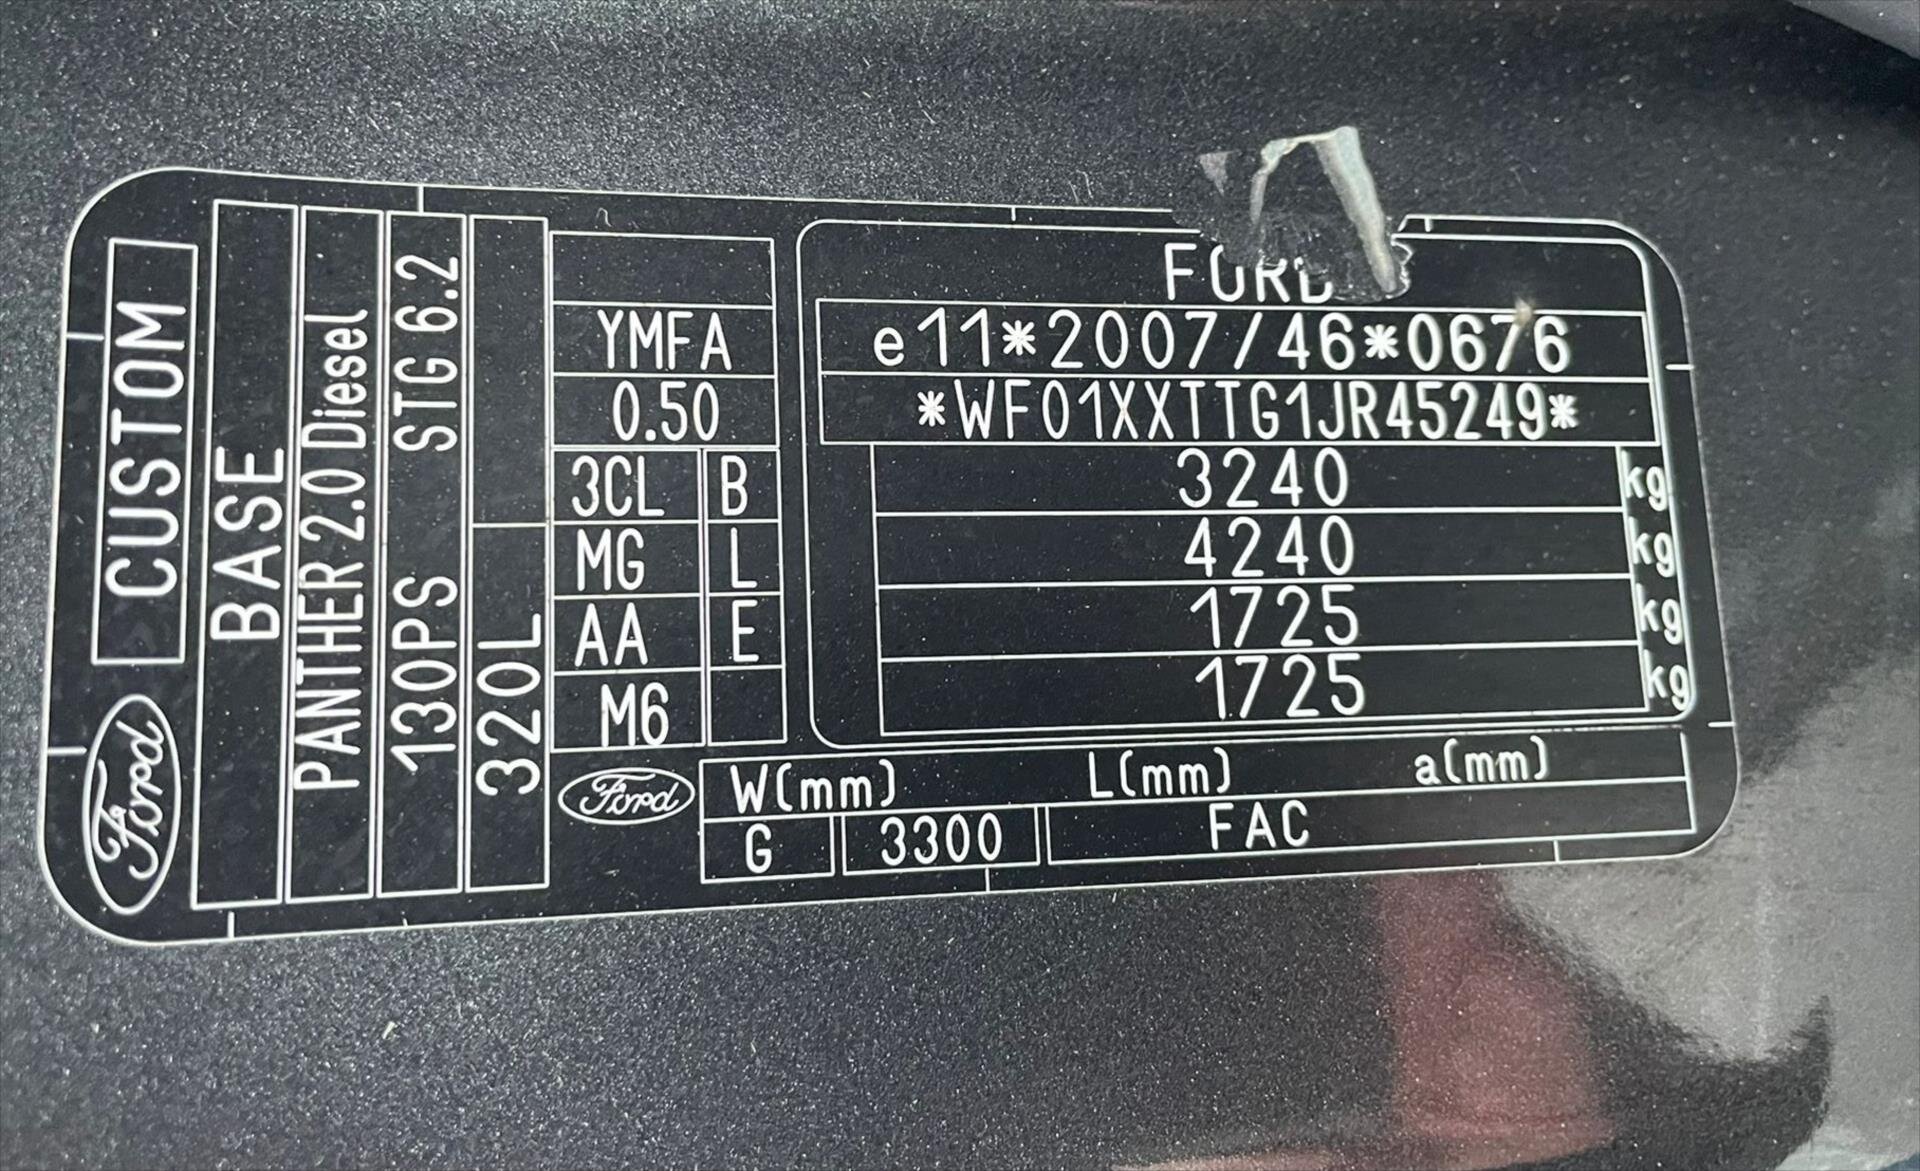 CUSTOM
Ford
BASE
PANTHER 2.0 Diesel
130PS STG 6.2
320L
YMFA
0.50
3CL B
MG L
AA E
M6
Ford
FORD
e11*2007/46*0676
*WF01XXTTG1JR45249*
3240 kg
4240 kg
1725 kg
1725 kg
W(mm) L(mm) a(mm)
G 3300 FAC